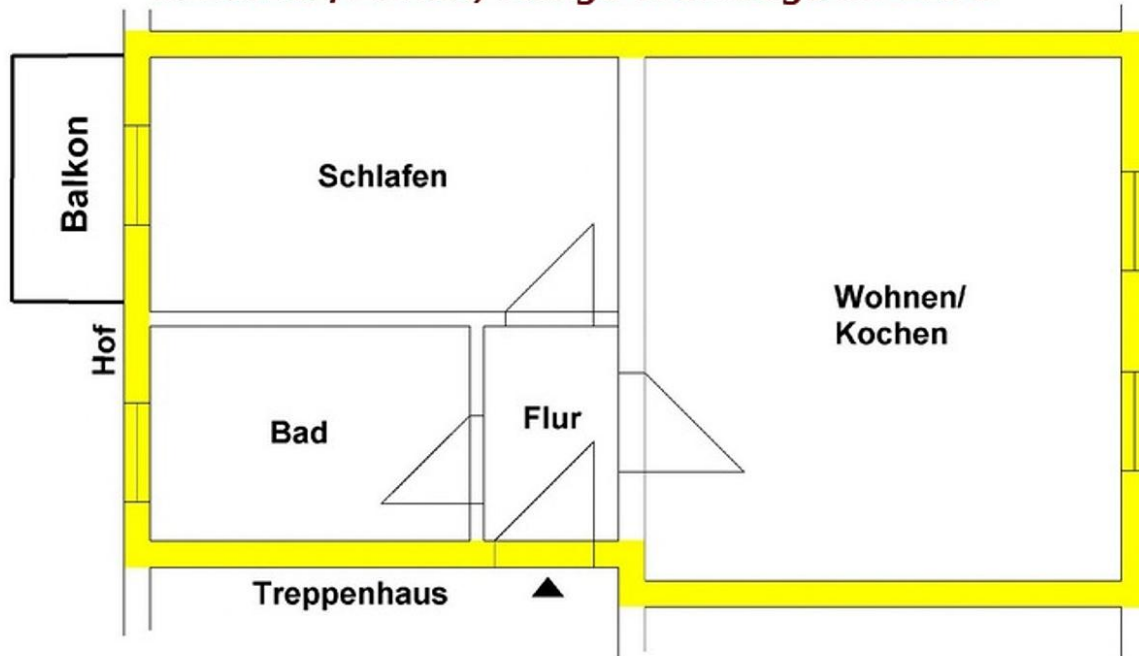 Balkon
Schlafen
Wohnen/
Kochen
Hof
Bad
Flur
Treppenhaus